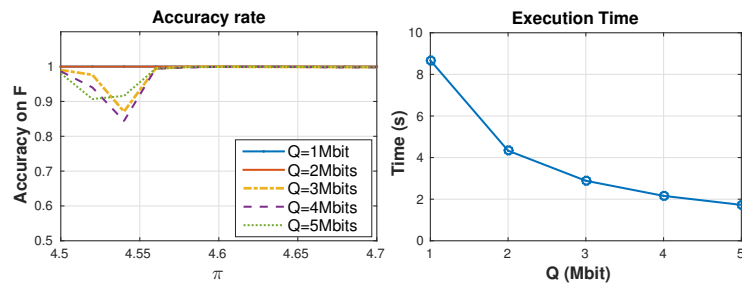 Accuracy rate
Accuracy on F
1
0.9
0.8
0.7
0.6
0.5
4.5
4.55
4.6
4.65
4.7
π
Q=1Mbit
Q=2Mbits
Q=3Mbits
Q=4Mbits
Q=5Mbits
Execution Time
Time (s)
10
8
6
4
2
0
1
2
3
4
5
Q (Mbit)